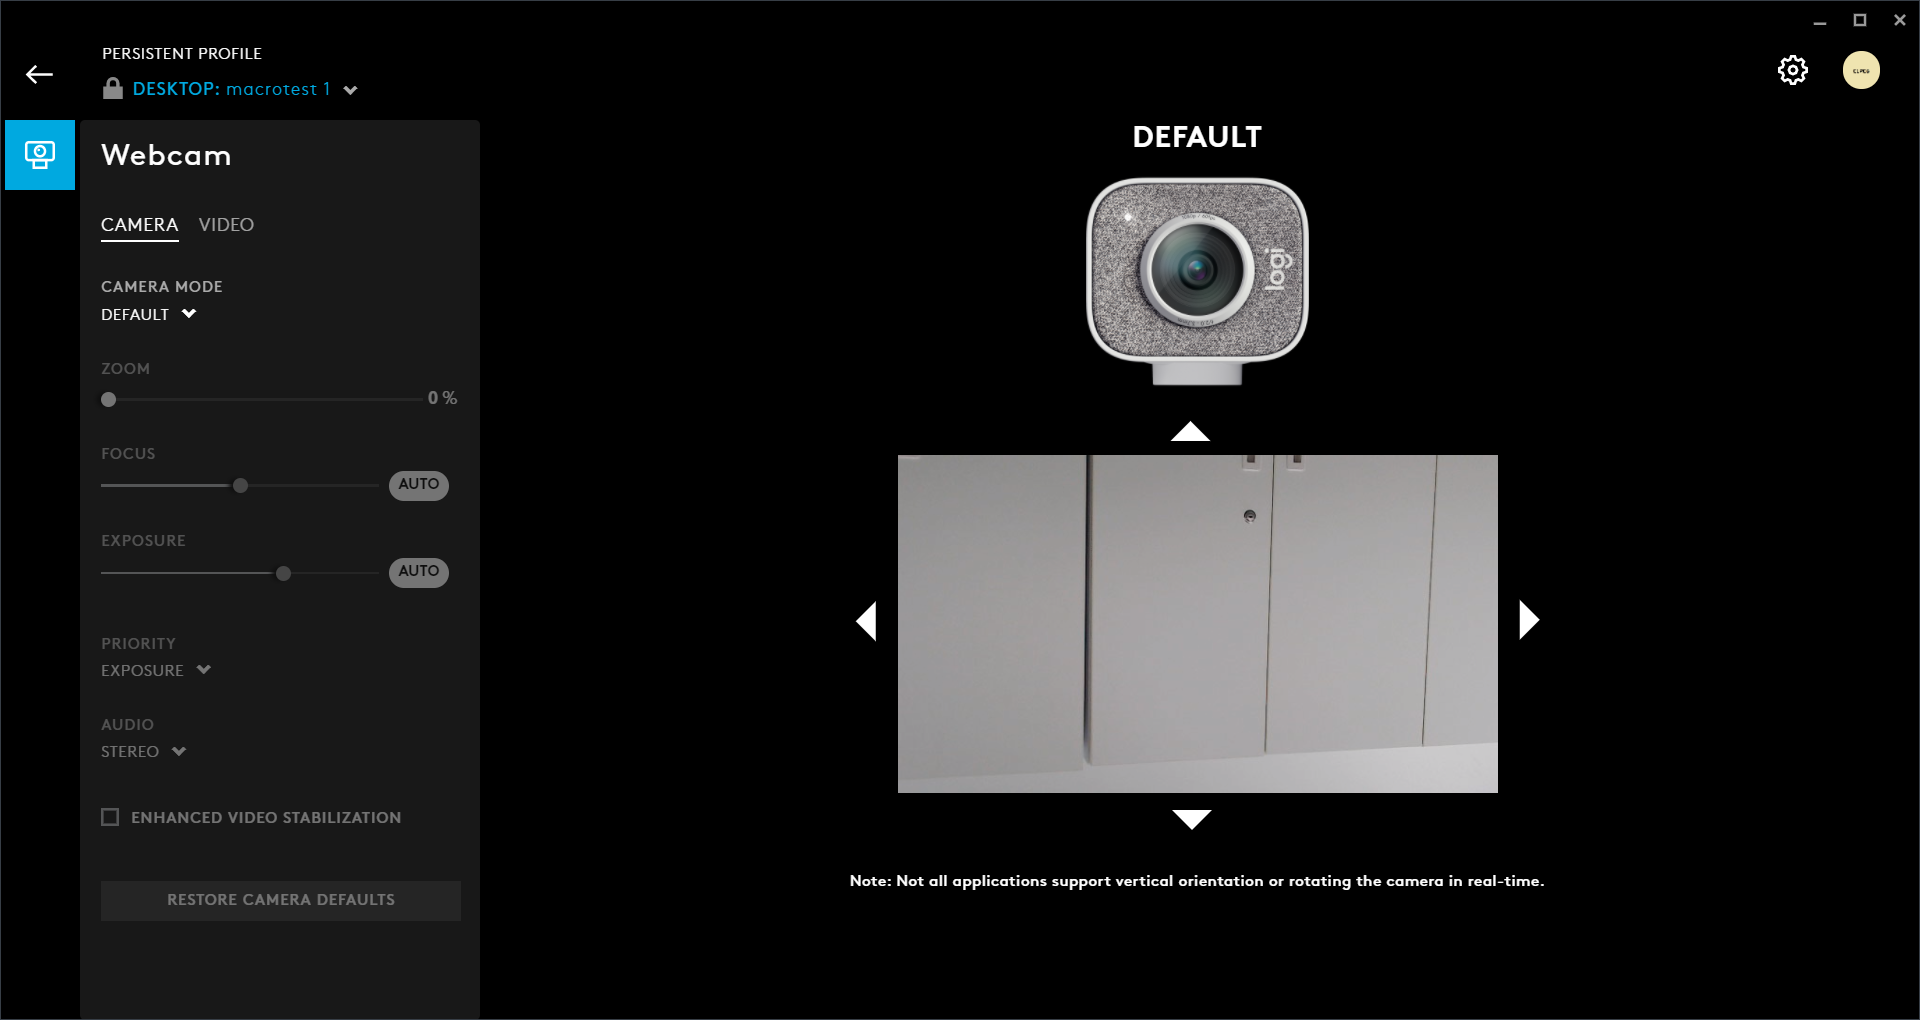 PERSISTENT PROFILE
DESKTOP: macrotest 1
Webcam
CAMERA VIDEO
CAMERA MODE
DEFAULT
ZOOM
0 %
FOCUS
AUTO
EXPOSURE
AUTO
PRIORITY
EXPOSURE
AUDIO
STEREO
ENHANCED VIDEO STABILIZATION
RESTORE CAMERA DEFAULTS
DEFAULT
logi
Note: Not all applications support vertical orientation or rotating the camera in real-time.